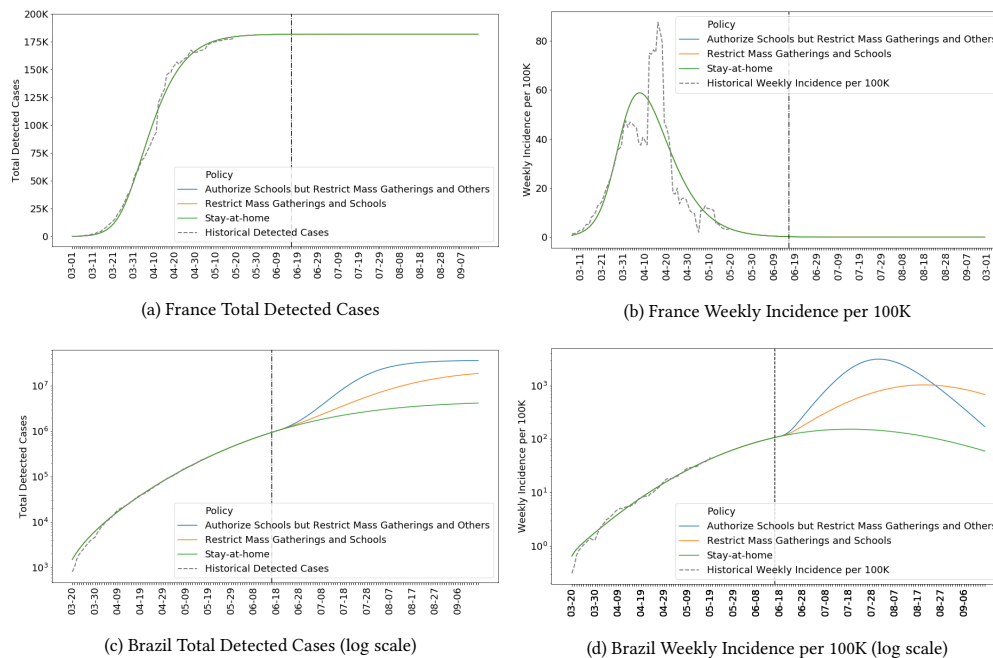 200K
175K
150K
125K
100K
75K
50K
25K
0
Total Detected Cases
Policy
Authorize Schools but Restrict Mass Gatherings and Others
Restrict Mass Gatherings and Schools
Stay-at-home
Historical Detected Cases
03-01
03-11
03-21
03-31
04-10
04-20
04-30
05-10
05-20
05-30
06-09
06-19
06-29
07-09
07-19
07-29
08-08
08-18
08-28
09-07
(a) France Total Detected Cases
80
60
40
20
0
Weekly Incidence per 100K
Policy
Authorize Schools but Restrict Mass Gatherings and Others
Restrict Mass Gatherings and Schools
Stay-at-home
Historical Weekly Incidence per 100K
03-11
03-21
03-31
04-10
04-20
04-30
05-10
05-20
05-30
06-09
06-19
06-29
07-09
07-19
07-29
08-08
08-18
08-28
09-07
03-01
(b) France Weekly Incidence per 100K
10^7
10^6
10^5
10^4
10^3
Total Detected Cases
Policy
Authorize Schools but Restrict Mass Gatherings and Others
Restrict Mass Gatherings and Schools
Stay-at-home
Historical Detected Cases
03-20
03-30
04-09
04-19
04-29
05-09
05-19
05-29
06-08
06-18
06-28
07-08
07-18
07-28
08-07
08-17
08-27
09-06
(c) Brazil Total Detected Cases (log scale)
10^3
10^2
10^1
10^0
Weekly Incidence per 100K
Policy
Authorize Schools but Restrict Mass Gatherings and Others
Restrict Mass Gatherings and Schools
Stay-at-home
Historical Weekly Incidence per 100K
03-20
03-30
04-09
04-19
04-29
05-09
05-19
05-29
06-08
06-18
06-28
07-08
07-18
07-28
08-07
08-17
08-27
09-06
(d) Brazil Weekly Incidence per 100K (log scale)